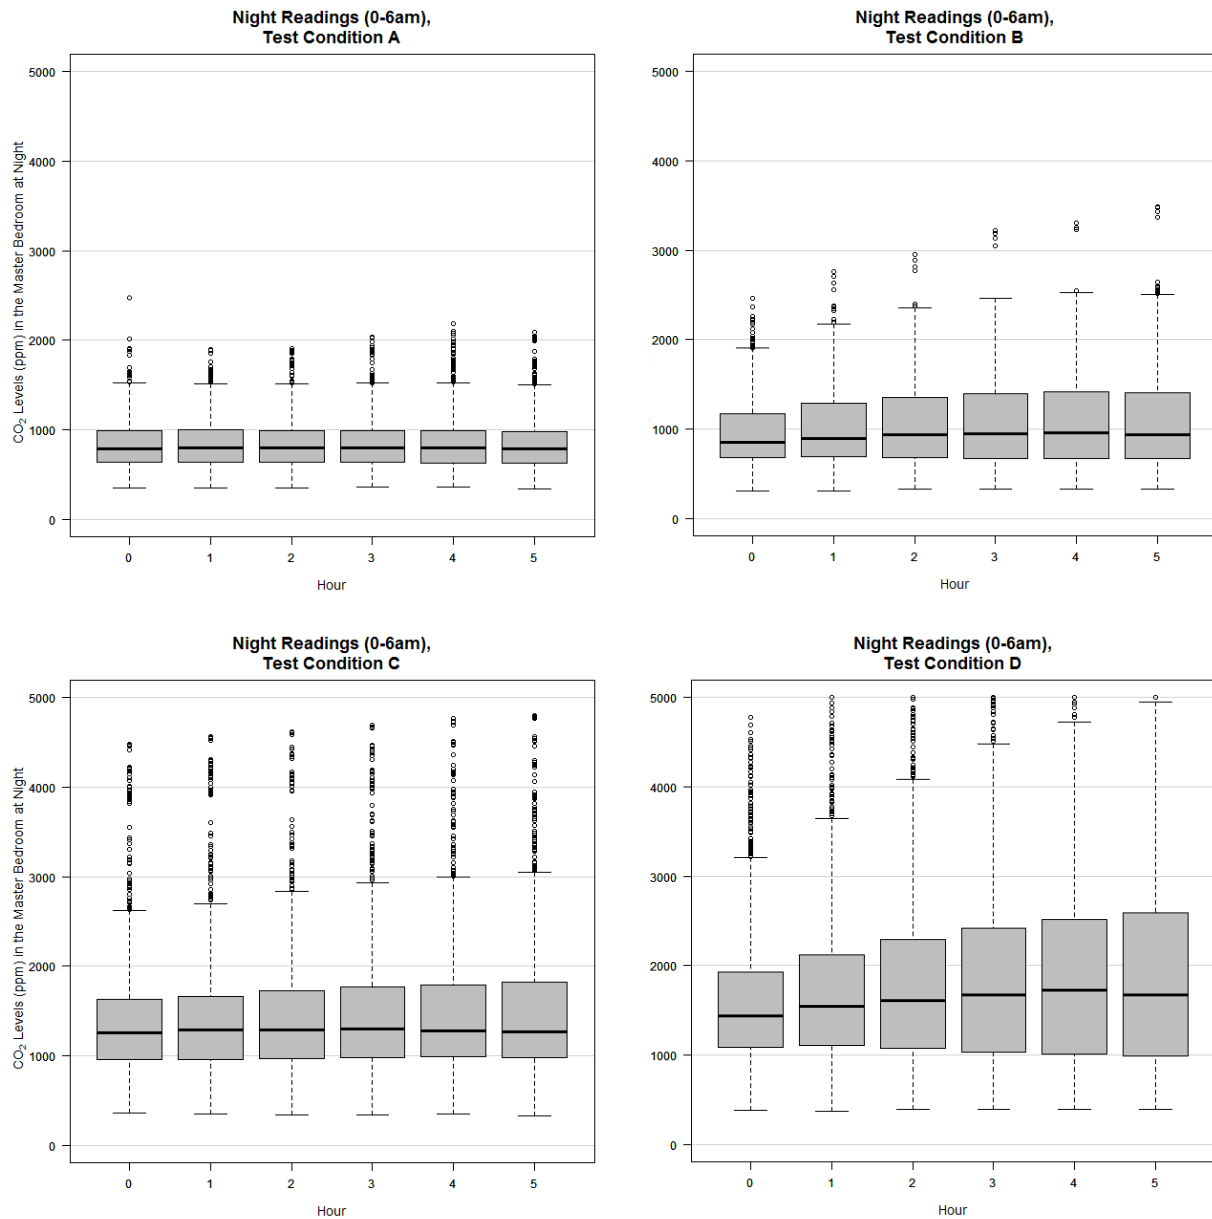 Night Readings (0-6am),
Test Condition A
CO2 Levels (ppm) in the Master Bedroom at Night
5000
4000
3000
2000
1000
0
0 1 2 3 4 5
Hour
Night Readings (0-6am),
Test Condition B
5000
4000
3000
2000
1000
0
0 1 2 3 4 5
Hour
Night Readings (0-6am),
Test Condition C
CO2 Levels (ppm) in the Master Bedroom at Night
5000
4000
3000
2000
1000
0
0 1 2 3 4 5
Hour
Night Readings (0-6am),
Test Condition D
5000
4000
3000
2000
1000
0
0 1 2 3 4 5
Hour